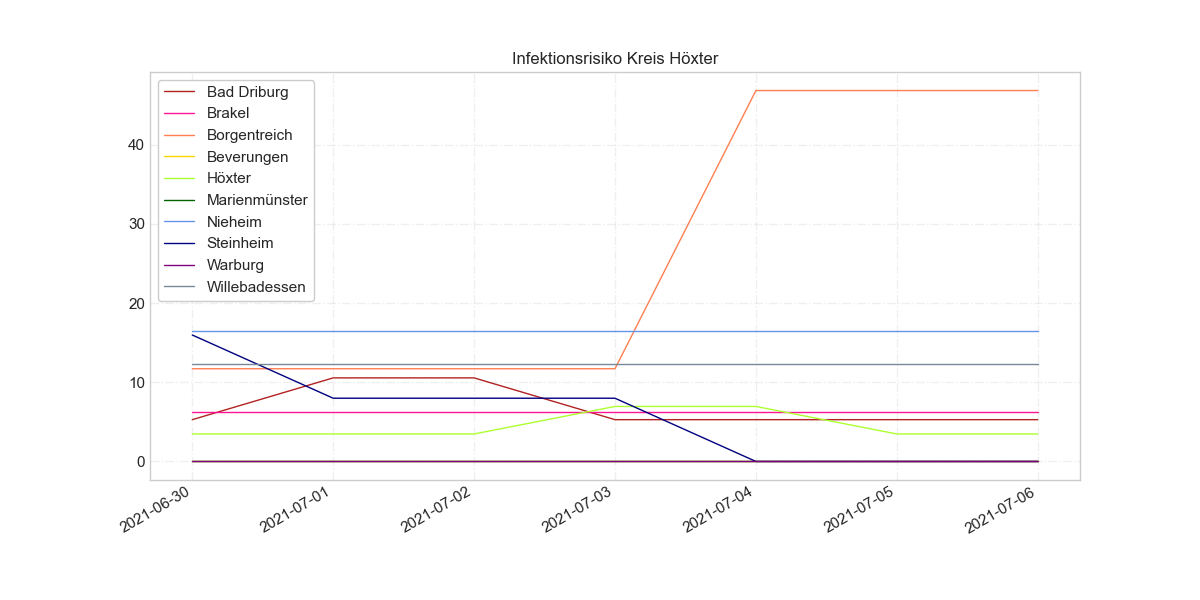 Infektionsrisiko Kreis Höxter
Bad Driburg
Brakel
Borgentreich
Beverungen
Höxter
Marienmünster
Nieheim
Steinheim
Warburg
Willebadessen
40
30
20
10
0
2021-06-30
2021-07-01
2021-07-02
2021-07-03
2021-07-04
2021-07-05
2021-07-06